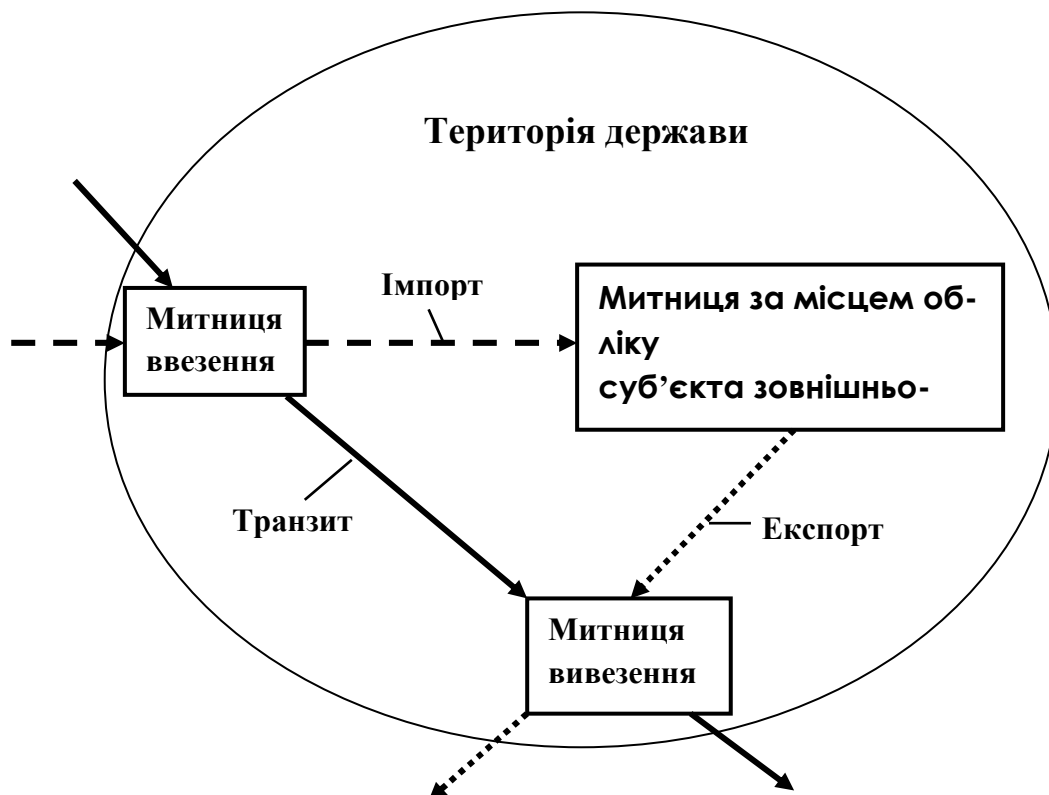 Територія держави
Імпорт
Митниця
ввезення
Митниця за місцем об-
ліку
суб’єкта зовнішньо-
Транзит
Експорт
Митниця
вивезення